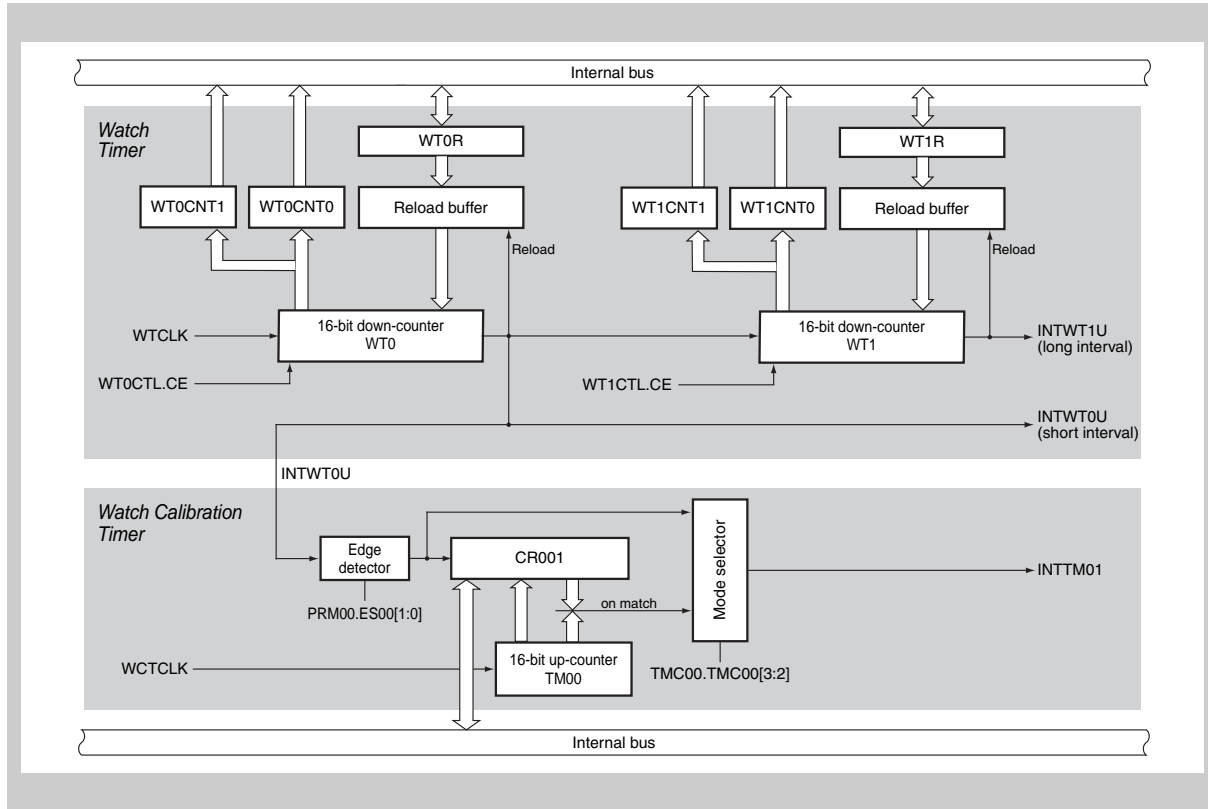 Internal bus
Watch
Timer
WT0R
WT1R
WT0CNT1
WT0CNT0
Reload buffer
WT1CNT1
WT1CNT0
Reload buffer
Reload
Reload
WTCLK
16-bit down-counter
WT0
16-bit down-counter
WT1
INTWT1U
(long interval)
WT0CTL.CE
WT1CTL.CE
INTWT0U
(short interval)
INTWT0U
Watch Calibration
Timer
Edge
detector
CR001
Mode selector
INTTM01
PRM00.ES00[1:0]
on match
WCTCLK
16-bit up-counter
TM00
TMC00.TMC00[3:2]
Internal bus